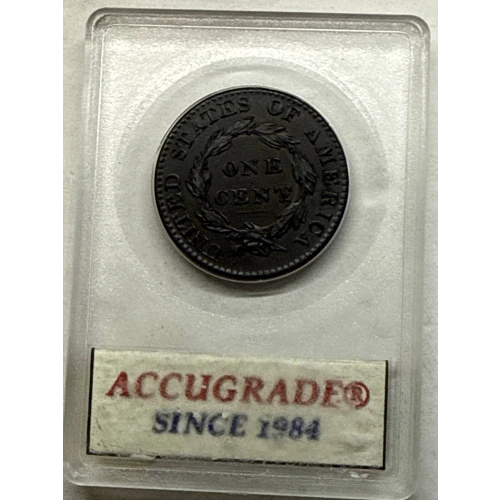 UNITED STATES OF AMERICA
ONE
CENT
ACCUGRADE®
SINCE 1984